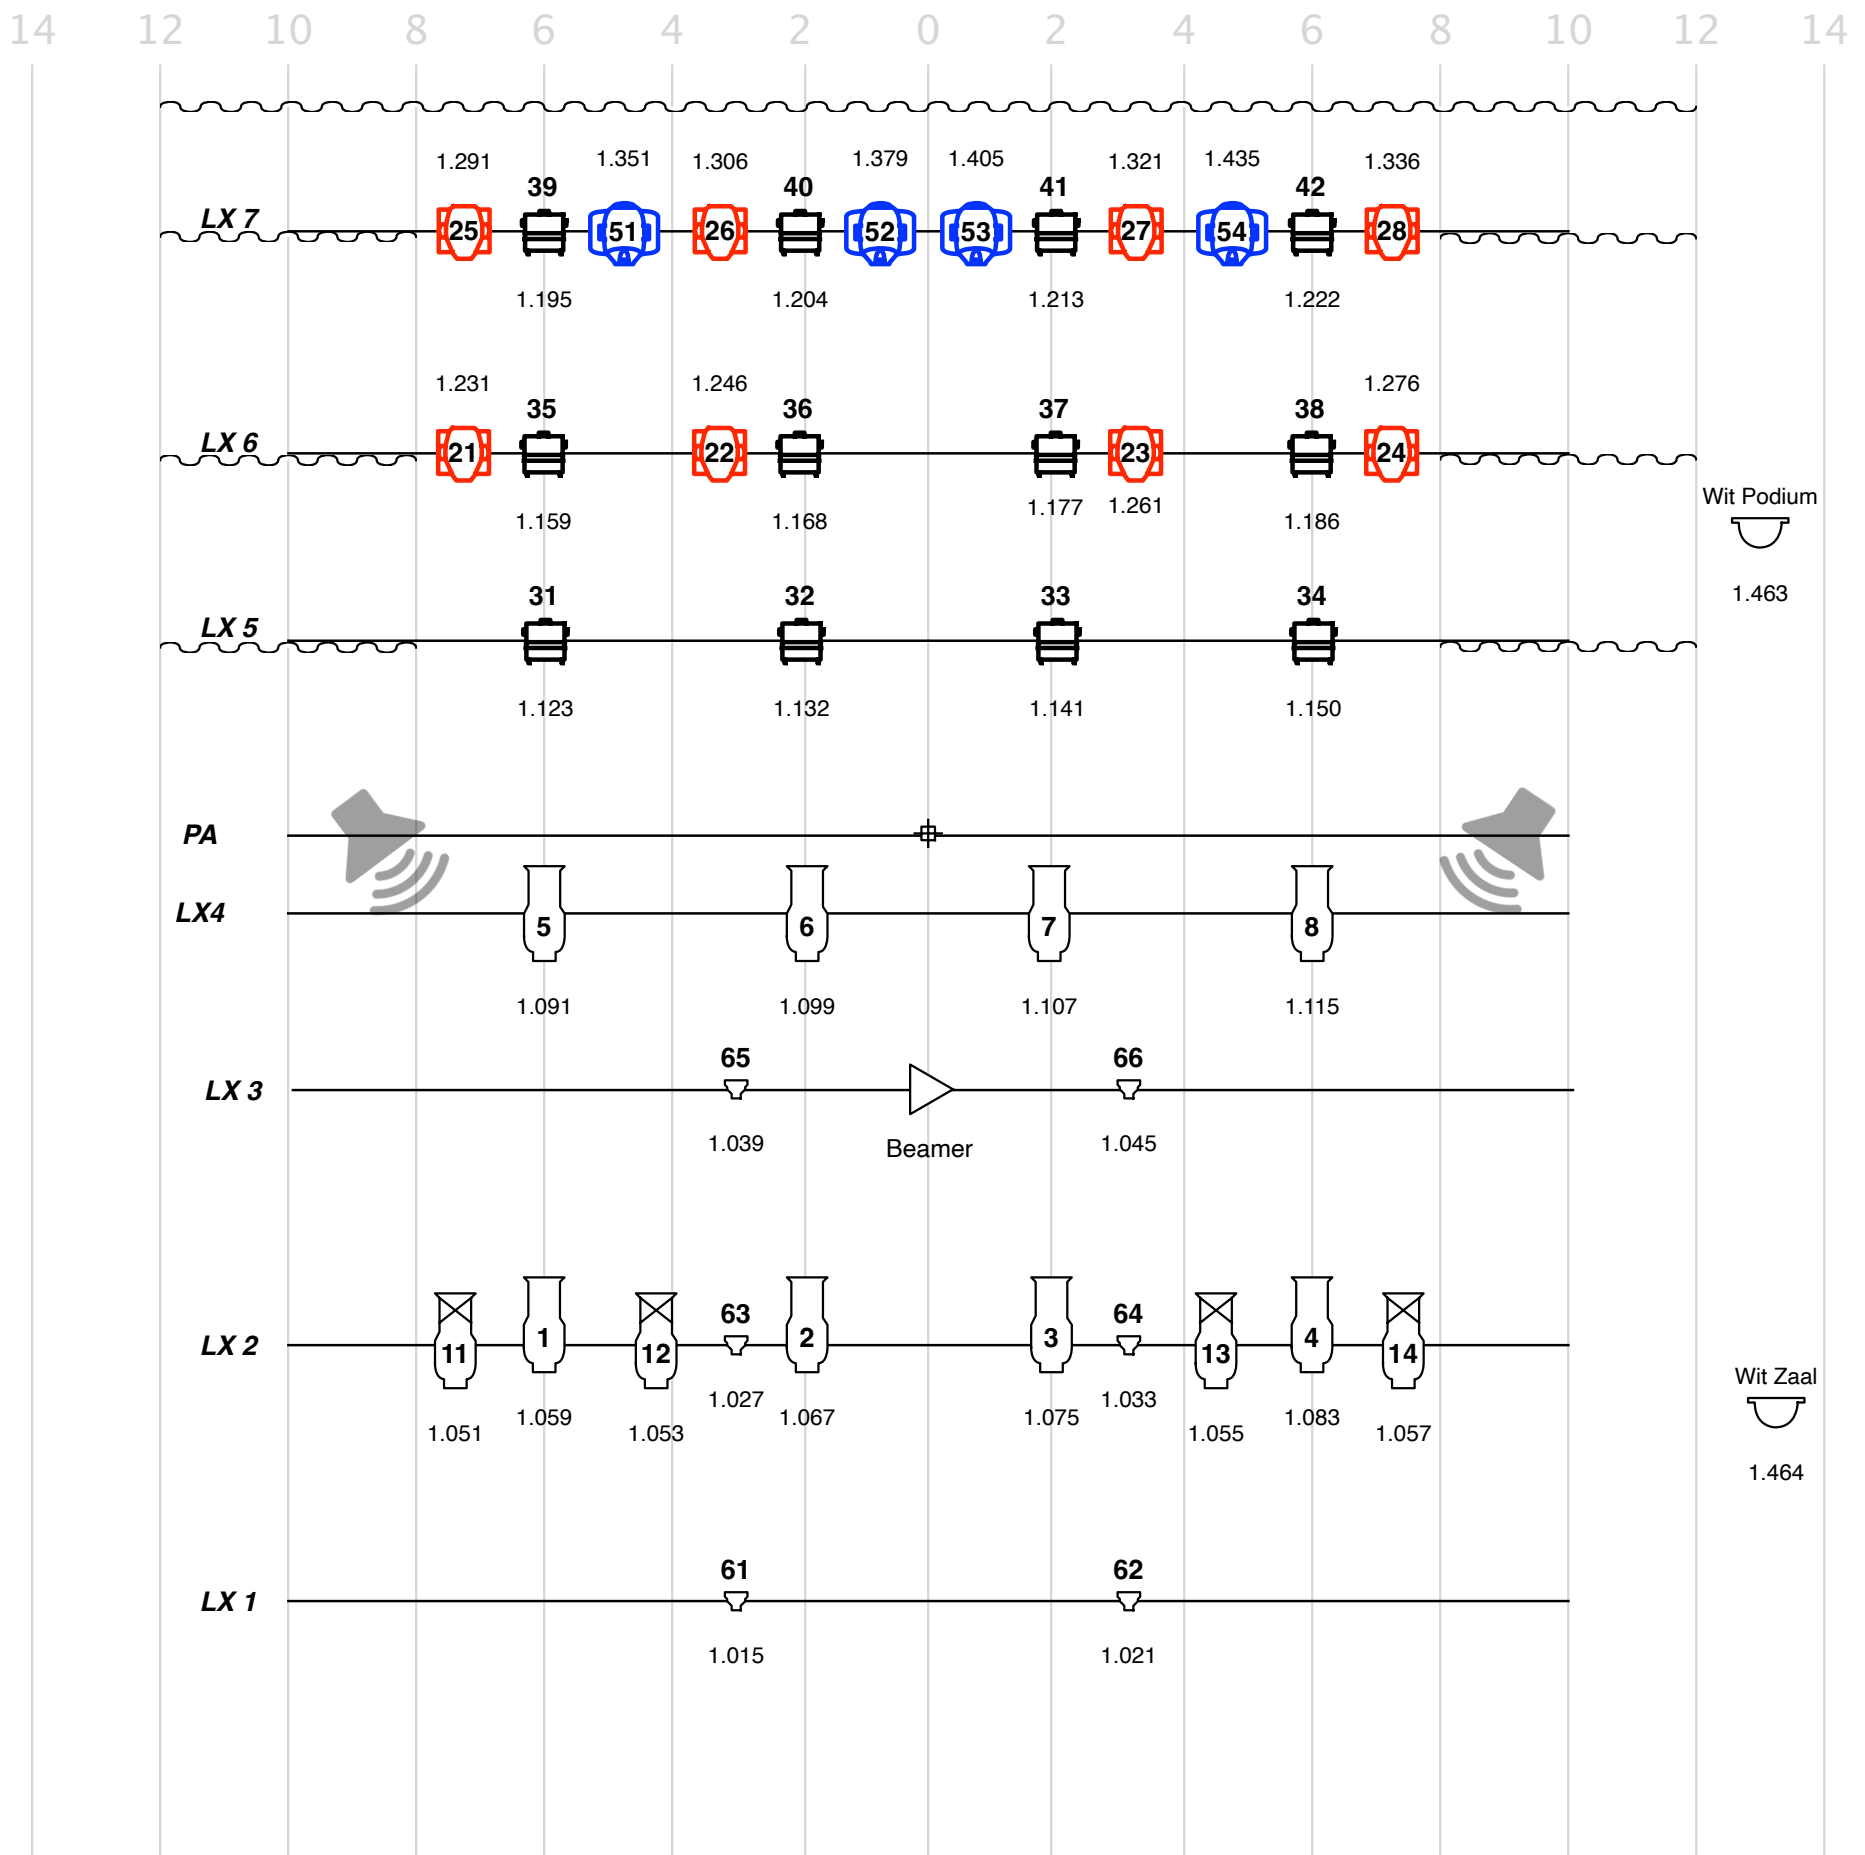 14 12 10 8 6 4 2 0 2 4 6 8 10 12 14
1.291 1.351 1.306 1.379 1.405 1.321 1.435 1.336
39 40 41 42
LX 7 25 51 26 52 53 27 54 28
1.195 1.204 1.213 1.222
1.231 1.246 1.276
35 36 37 38
LX 6 21 22 23 24
Wit Podium
1.159 1.168 1.177 1.261 1.186
1.463
31 32 33 34
LX 5
1.123 1.132 1.141 1.150
PA
LX4 5 6 7 8
1.091 1.099 1.107 1.115
65 66
LX 3
1.039 Beamer 1.045
63 64
LX 2 11 1 12 2 3 13 4 14
Wit Zaal
1.051 1.059 1.053 1.027 1.067 1.075 1.033 1.055 1.083 1.057
1.464
61 62
LX 1
1.015 1.021